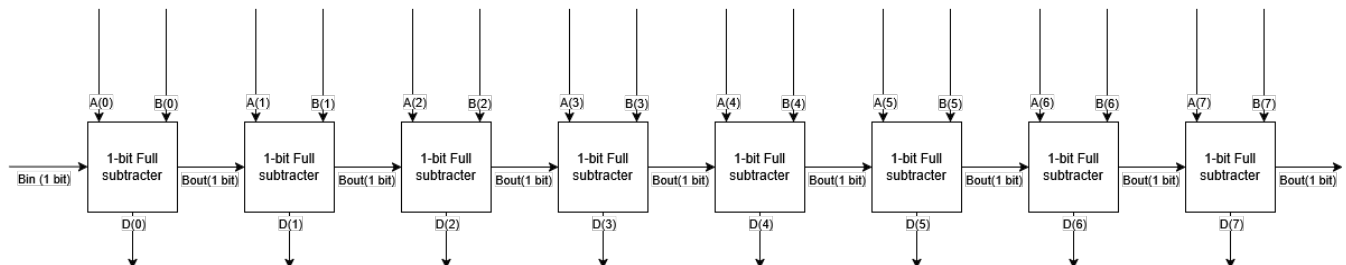 A(0) B(0) A(1) B(1) A(2) B(2) A(3) B(3) A(4) B(4) A(5) B(5) A(6) B(6) A(7) B(7)
1-bit Full 1-bit Full 1-bit Full 1-bit Full 1-bit Full 1-bit Full 1-bit Full 1-bit Full
subtracter subtracter subtracter subtracter subtracter subtracter subtracter subtracter
Bin (1 bit) Bout(1 bit) Bout(1 bit) Bout(1 bit) Bout(1 bit) Bout(1 bit) Bout(1 bit) Bout(1 bit) Bout(1 bit)
D(0) D(1) D(2) D(3) D(4) D(5) D(6) D(7)